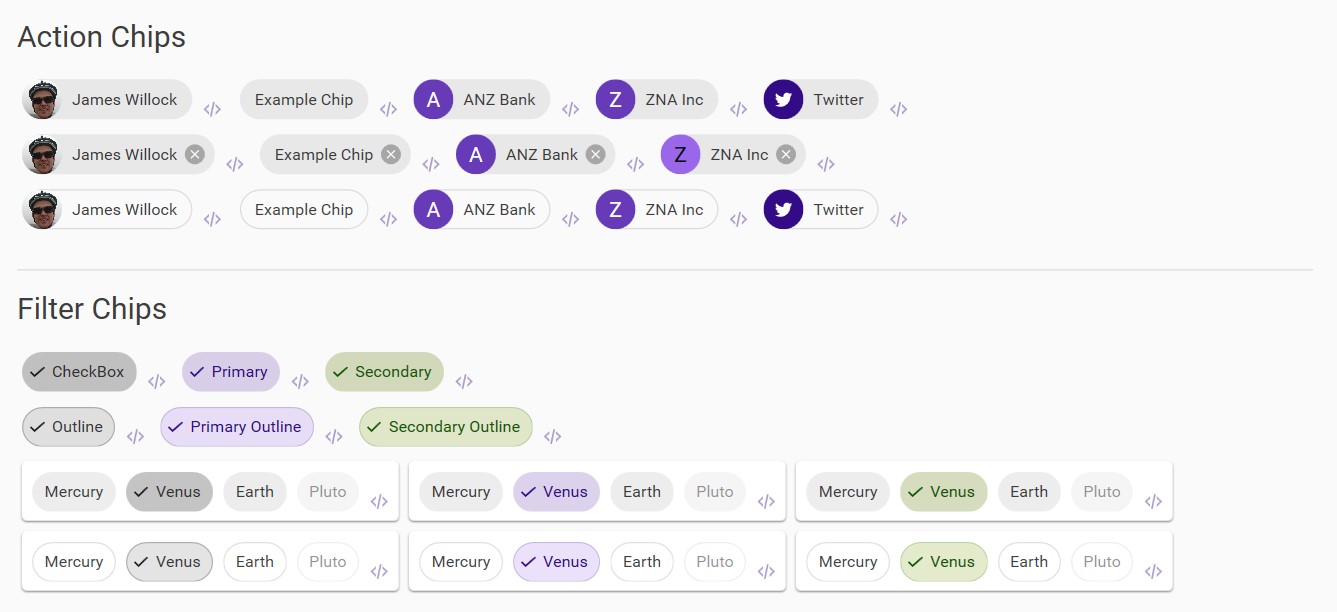 Action Chips
James Willock </> Example Chip </> A ANZ Bank </> Z ZNA Inc </> Twitter </>
James Willock </> Example Chip </> A ANZ Bank </> Z ZNA Inc </>
James Willock </> Example Chip </> A ANZ Bank </> Z ZNA Inc </> Twitter </>
Filter Chips
CheckBox </> Primary </> Secondary </>
Outline </> Primary Outline </> Secondary Outline </>
Mercury Venus Earth Pluto </> Mercury Venus Earth Pluto </> Mercury Venus Earth Pluto </>
Mercury Venus Earth Pluto </> Mercury Venus Earth Pluto </> Mercury Venus Earth Pluto </>